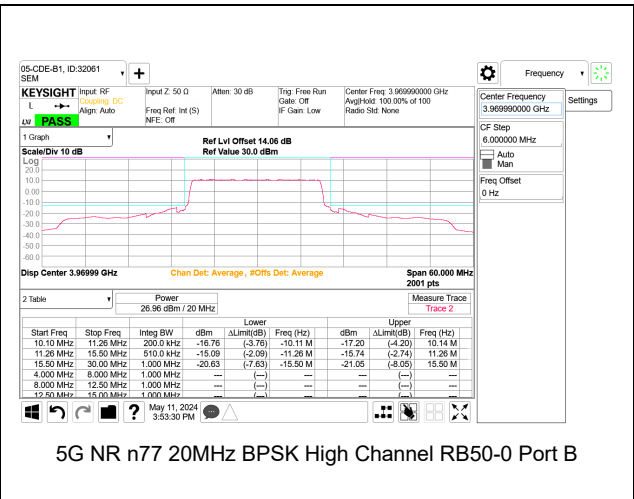 05-CDE-B1, ID:32061
SEM
Frequency
KEYSIGHT Input: RF Input Z: 50 Ω Atten: 30 dB Trig: Free Run Center Freq: 3.969990000 GHz
Coupling: DC Gate: Off Avg|Hold: 100.00% of 100
Align: Auto Freq Ref: Int (S) IF Gain: Low Radio Std: None
NFE: Off
L
PASS
Center Frequency
3.969990000 GHz
Settings
CF Step
6.000000 MHz
Auto
Man
Freq Offset
0 Hz
1 Graph
Ref Lvl Offset 14.06 dB
Scale/Div 10 dB Ref Value 30.0 dBm
Log
20.0
10.0
0.00
-10.0
-20.0
-30.0
-40.0
-50.0
-60.0
Disp Center 3.96999 GHz Chan Det: Average , #Offs Det: Average Span 60.000 MHz
2001 pts
2 Table Power Measure Trace
26.96 dBm / 20 MHz Trace 2
Lower Upper
Start Freq Stop Freq Integ BW dBm ΔLimit(dB) Freq (Hz) dBm ΔLimit(dB) Freq (Hz)
10.10 MHz 11.26 MHz 200.0 kHz -16.76 (-3.76) -10.11 M -17.20 (-4.20) 10.14 M
11.26 MHz 15.50 MHz 510.0 kHz -15.09 (-2.09) -11.26 M -15.74 (-2.74) 11.26 M
15.50 MHz 30.00 MHz 1.000 MHz -20.63 (-7.63) -15.50 M -21.05 (-8.05) 15.50 M
4.000 MHz 8.000 MHz 1.000 MHz --- (---) --- --- (---) ---
8.000 MHz 12.50 MHz 1.000 MHz --- (---) --- --- (---) ---
12.50 MHz 15.00 MHz 1.000 MHz --- (---) --- --- (---) ---
May 11, 2024
3:53:30 PM
5G NR n77 20MHz BPSK High Channel RB50-0 Port B